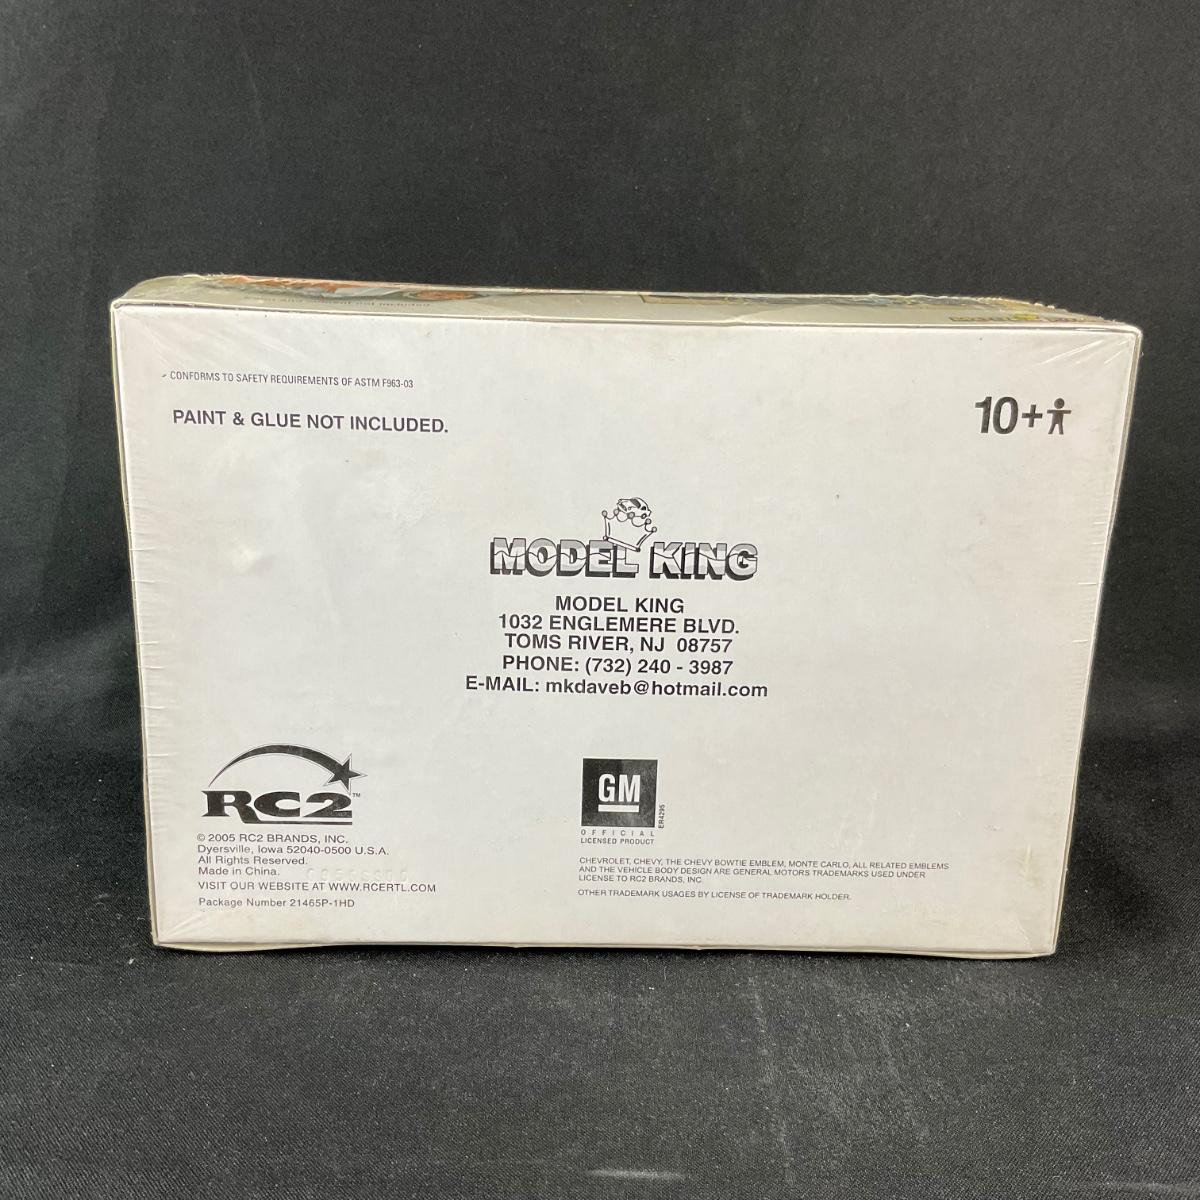 CONFORMS TO SAFETY REQUIREMENTS OF ASTM F963-03
PAINT & GLUE NOT INCLUDED.
10+
MODEL KING
MODEL KING
1032 ENGLEMERE BLVD.
TOMS RIVER, NJ 08757
PHONE: (732) 240 - 3987
E-MAIL: mkdaveb@hotmail.com
RC2™
© 2005 RC2 BRANDS, INC.
Dyersville, Iowa 52040-0500 U.S.A.
All Rights Reserved.
Made in China.
VISIT OUR WEBSITE AT WWW.RCERTL.COM
Package Number 21465P-1HD
GM
ER4295
OFFICIAL
LICENSED PRODUCT
CHEVROLET, CHEVY, THE CHEVY BOWTIE EMBLEM, MONTE CARLO, ALL RELATED EMBLEMS
AND THE VEHICLE BODY DESIGN ARE GENERAL MOTORS TRADEMARKS USED UNDER
LICENSE TO RC2 BRANDS, INC.
OTHER TRADEMARK USAGES BY LICENSE OF TRADEMARK HOLDER.